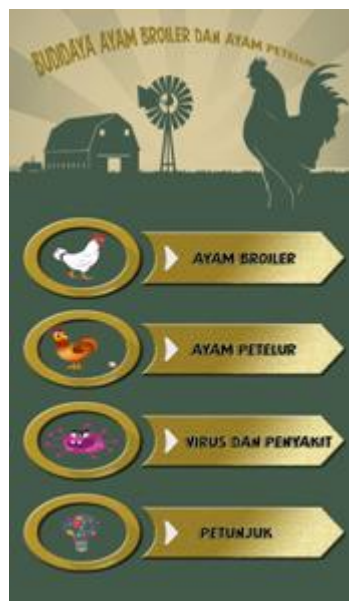 BUDIDAYA AYAM BROILER DAN AYAM PETELUR
AYAM BROILER
AYAM PETELUR
VIRUS DAN PENYAKIT
PETUNJUK